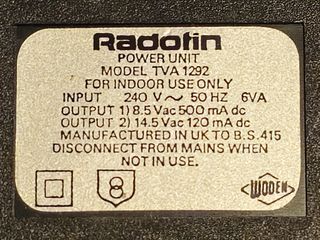 Radofin
POWER UNIT
MODEL TVA 1292
FOR INDOOR USE ONLY
INPUT 240 V ~ 50 HZ 6VA
OUTPUT 1) 8.5 Vac 500 mA dc
OUTPUT 2) 14.5 Vac 120 mA dc
MANUFACTURED IN UK TO B.S. 415
DISCONNECT FROM MAINS WHEN
NOT IN USE.
8
WODEN